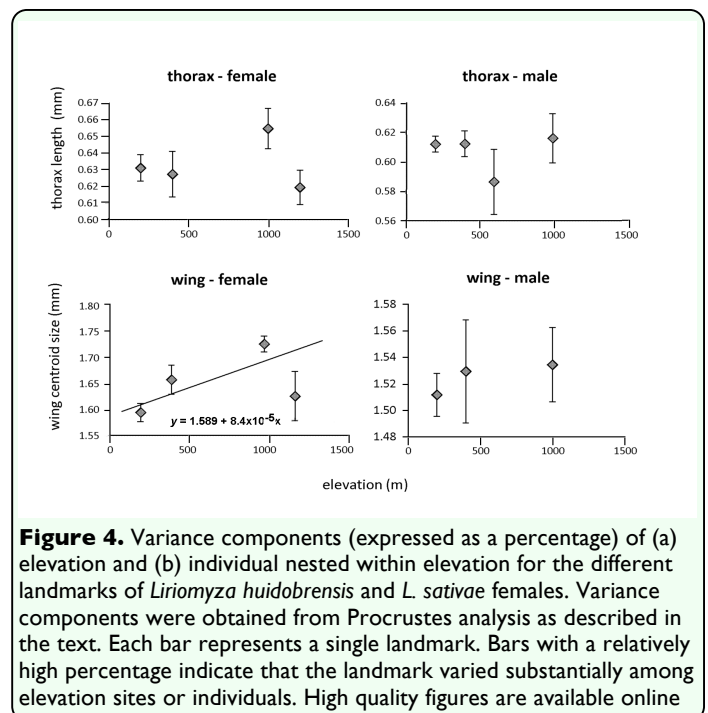 thorax - female
thorax length (mm)
0.67
0.66
0.65
0.64
0.63
0.62
0.61
0.60
0
500
1000
1500
thorax - male
0.64
0.62
0.60
0.58
0.56
0
500
1000
1500
wing - female
wing centroid size (mm)
1.80
1.75
1.70
1.65
1.60
1.55
y = 1.589 + 8.4x10⁻⁵x
0
500
1000
1500
wing - male
1.58
1.56
1.54
1.52
1.50
1.48
0
500
1000
1500
elevation (m)
Figure 4. Variance components (expressed as a percentage) of (a)
elevation and (b) individual nested within elevation for the different
landmarks of Liriomyza huidobrensis and L. sativae females. Variance
components were obtained from Procrustes analysis as described in
the text. Each bar represents a single landmark. Bars with a relatively
high percentage indicate that the landmark varied substantially among
elevation sites or individuals. High quality figures are available online